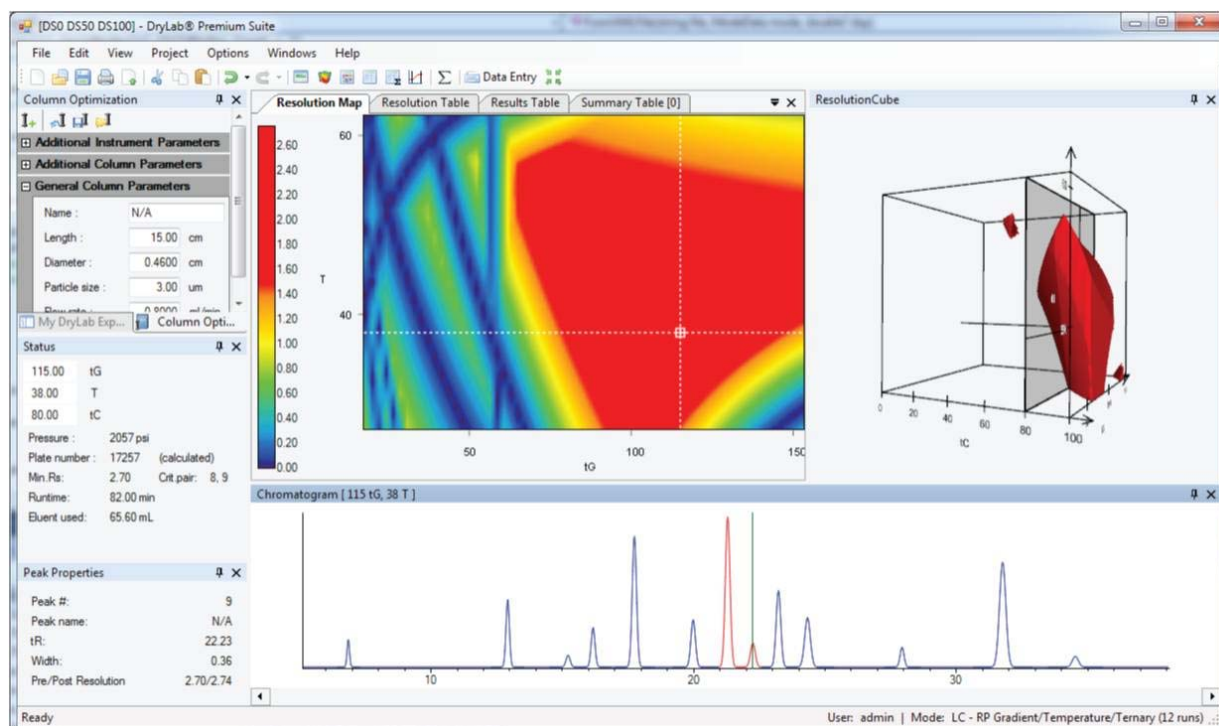 [DS0 DS50 DS100] - DryLab® Premium Suite
File Edit View Project Options Windows Help
Data Entry
Column Optimization
Additional Instrument Parameters
Additional Column Parameters
General Column Parameters
Name : N/A
Length : 15.00 cm
Diameter : 0.4600 cm
Particle size : 3.00 um
My DryLab Exp... Column Opti...
Status
115.00 tG
38.00 T
80.00 tC
Pressure : 2057 psi
Plate number : 17257 (calculated)
Min.Rs: 2.70 Crit.pair: 8, 9
Runtime: 82.00 min
Eluent used: 65.60 mL
Peak Properties
Peak #: 9
Peak name: N/A
tR: 22.23
Width: 0.36
Pre/Post Resolution 2.70/2.74
Resolution Map Resolution Table Results Table Summary Table [0]
2.60
2.40
2.20
2.00
1.80
1.60
1.40
1.20
1.00
0.80
0.60
0.40
0.20
0.00
60
T
40
50 100 150
tG
ResolutionCube
0 20 40 60 80 100
tC
Chromatogram [ 115 tG, 38 T ]
10 20 30
Ready
User: admin | Mode: LC - RP Gradient/Temperature/Ternary (12 runs)